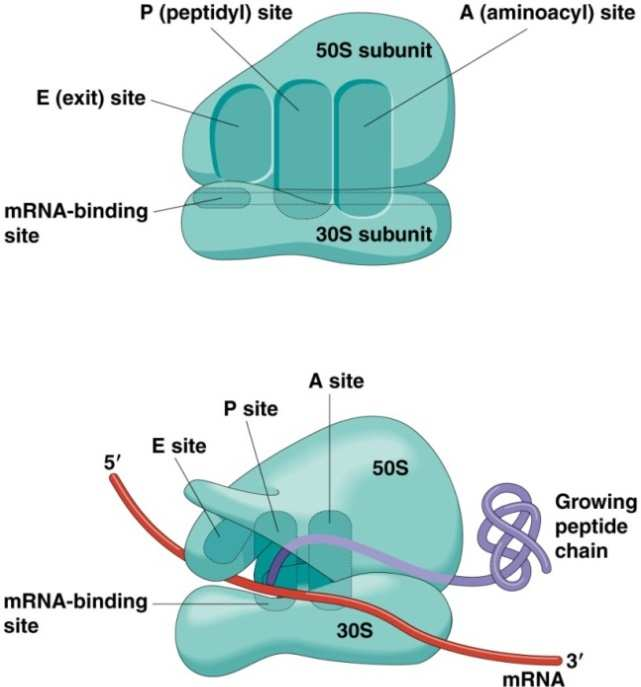 P (peptidyl) site
A (aminoacyl) site
50S subunit
E (exit) site
mRNA-binding
site
30S subunit
A site
P site
E site
5′
50S
Growing
peptide
chain
mRNA-binding
site
30S
3′
mRNA